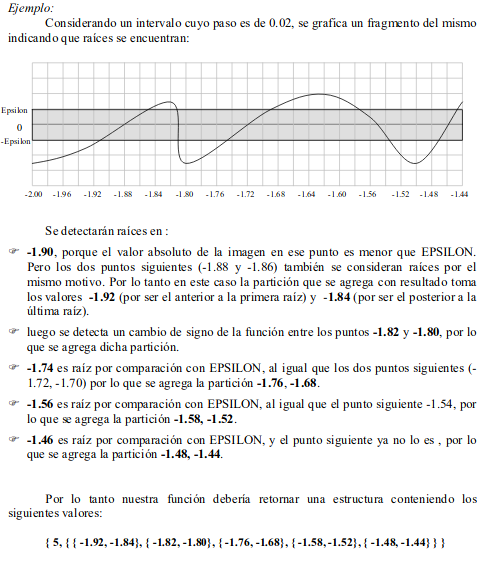 Ejemplo:
Considerando un intervalo cuyo paso es de 0.02, se grafica un fragmento del mismo
indicando que raíces se encuentran:
Epsilon
0
-Epsilon
-2.00 -1.96 -1.92 -1.88 -1.84 -1.80 -1.76 -1.72 -1.68 -1.64 -1.60 -1.56 -1.52 -1.48 -1.44
Se detectarán raíces en :
☞ -1.90, porque el valor absoluto de la imagen en ese punto es menor que EPSILON.
Pero los dos puntos siguientes (-1.88 y -1.86) también se consideran raíces por el
mismo motivo. Por lo tanto en este caso la partición que se agrega con resultado toma
los valores -1.92 (por ser el anterior a la primera raíz) y -1.84 (por ser el posterior a la
última raíz).
☞ luego se detecta un cambio de signo de la función entre los puntos -1.82 y -1.80, por lo
que se agrega dicha partición.
☞ -1.74 es raíz por comparación con EPSILON, al igual que los dos puntos siguientes (-
1.72, -1.70) por lo que se agrega la partición -1.76, -1.68.
☞ -1.56 es raíz por comparación con EPSILON, al igual que el punto siguiente -1.54, por
lo que se agrega la partición -1.58, -1.52.
☞ -1.46 es raíz por comparación con EPSILON, y el punto siguiente ya no lo es , por lo
que se agrega la partición -1.48, -1.44.
Por lo tanto nuestra función debería retornar una estructura conteniendo los
siguientes valores:
{ 5, { { -1.92, -1.84}, { -1.82, -1.80}, { -1.76, -1.68}, { -1.58,-1.52}, { -1.48, -1.44} } }